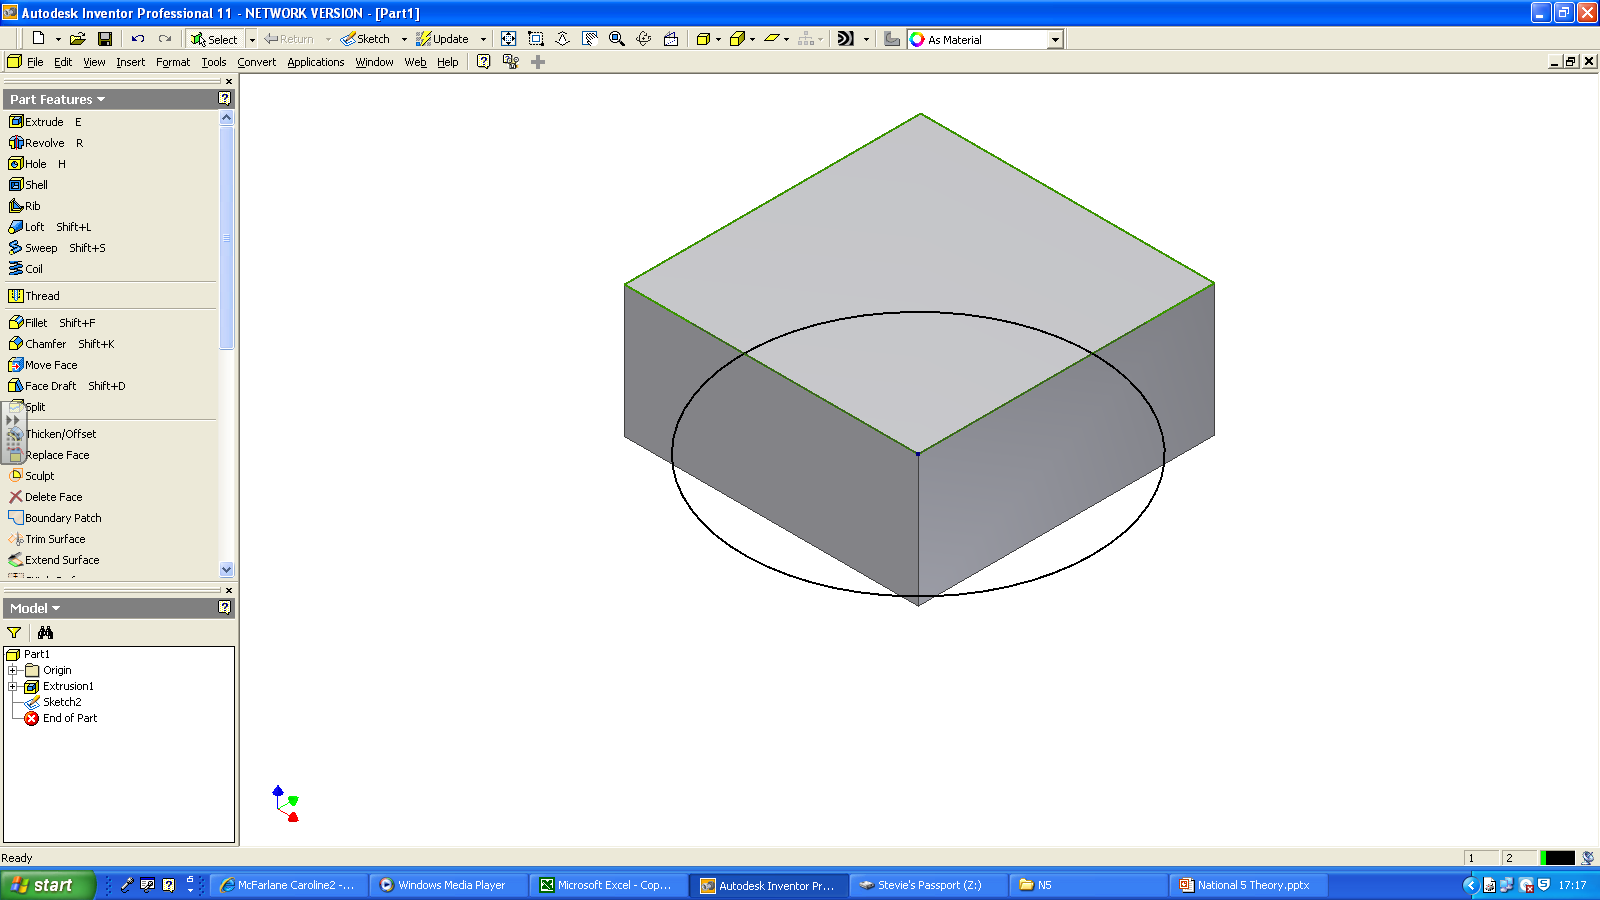 Autodesk Inventor Professional 11 - NETWORK VERSION - [Part1]
Select Return Sketch Update As Material
File Edit View Insert Format Tools Convert Applications Window Web Help
Part Features
Extrude E
Revolve R
Hole H
Shell
Rib
Loft Shift+L
Sweep Shift+S
Coil
Thread
Fillet Shift+F
Chamfer Shift+K
Move Face
Face Draft Shift+D
Split
Thicken/Offset
Replace Face
Sculpt
Delete Face
Boundary Patch
Trim Surface
Extend Surface
Model
Part1
Origin
Extrusion1
Sketch2
End of Part
Ready 1 2
start McFarlane Caroline2 -... Windows Media Player Microsoft Excel - Cop... Autodesk Inventor Pr... Stevie's Passport (Z:) N5 National 5 Theory.pptx 17:17